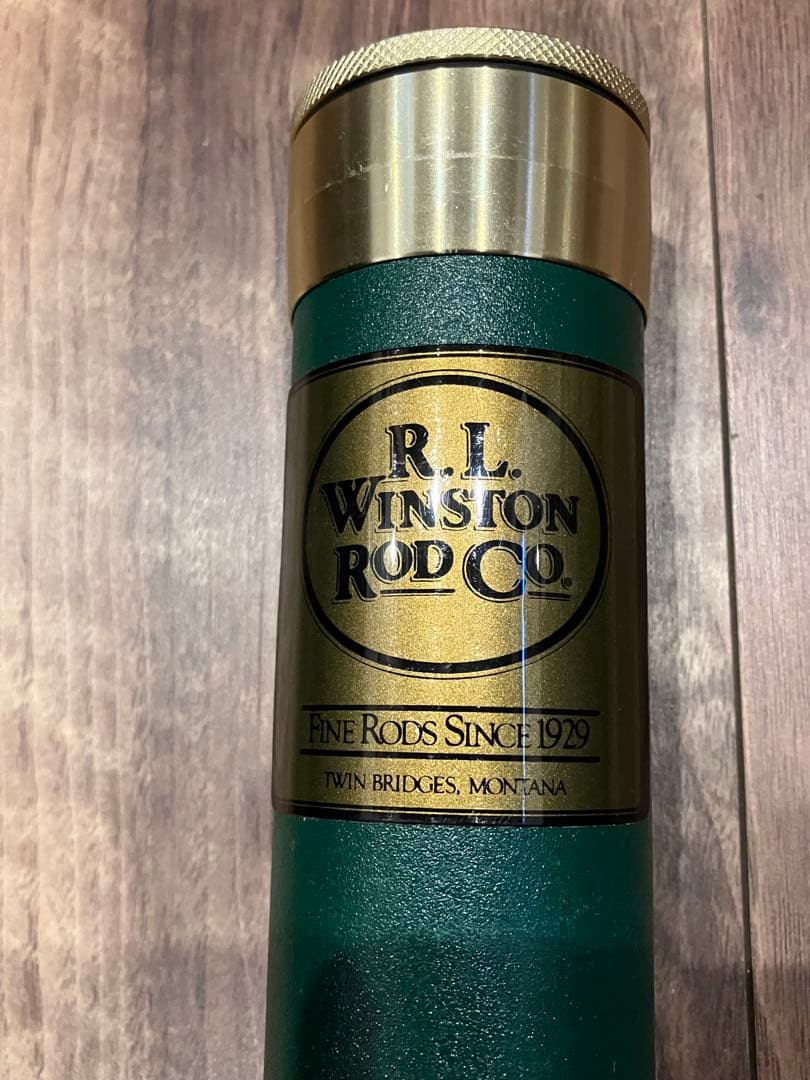 R. L.
WINSTON
ROD CO.®
FINE RODS SINCE 1929
TWIN BRIDGES, MONTANA